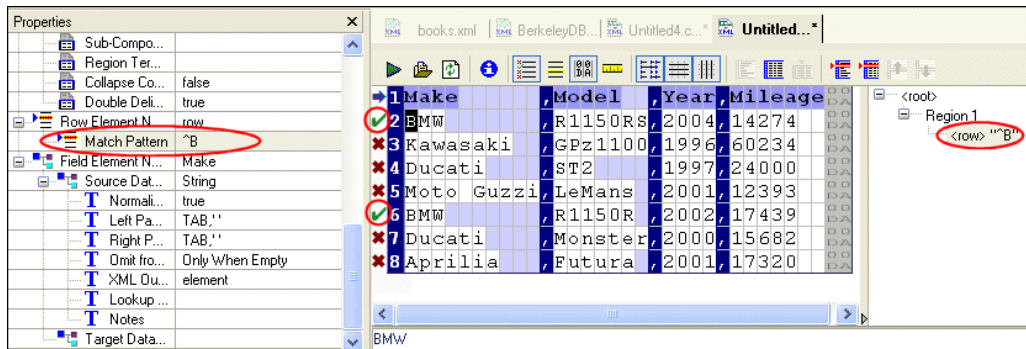 Properties
Sub-Compo...
Region Ter...
Collapse Co... false
Double Deli... true
Row Element N... row
Match Pattern ^B
Field Element N... Make
Source Dat... String
Normali... true
Left Pa... TAB,' '
Right P... TAB,' '
Omit fro... Only When Empty
XML Ou... element
Lookup ...
Notes
Target Data...
books.xml BerkeleyDB... Untitled4.c...* Untitled...*
1 Make ,Model ,Year,Mileage
2 BMW ,R1150RS,2004,14274
3 Kawasaki ,GPz1100,1996,60234
4 Ducati ,ST2 ,1997,24000
5 Moto Guzzi,LeMans ,2001,12393
6 BMW ,R1150R ,2002,17439
7 Ducati ,Monster,2000,15682
8 Aprilia ,Futura ,2001,17320
BMW
<root>
Region 1
<row> "^B"